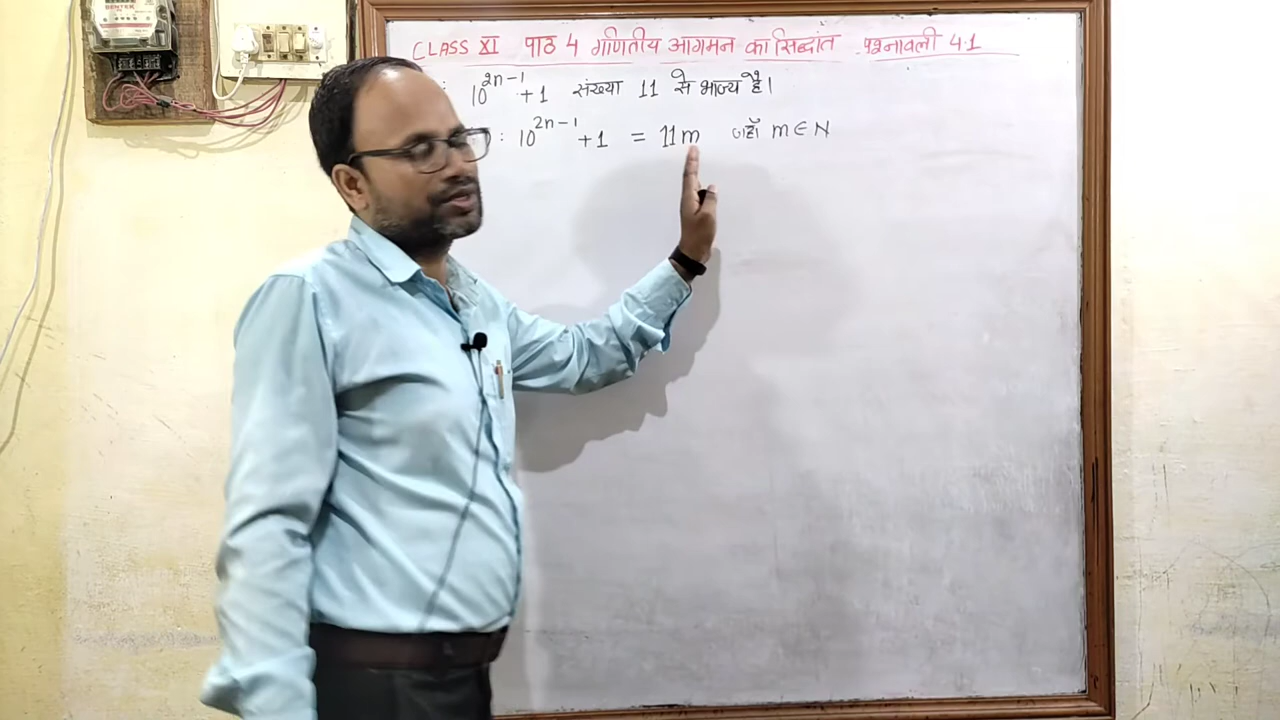 CLASS XI पाठ 4 गणितीय आगमन का सिद्धांत प्रश्नावली 4.1
: 10^{2n-1} + 1 संख्या 11 से भाज्य है।
: 10^{2n-1} + 1 = 11m जहाँ m ∈ N